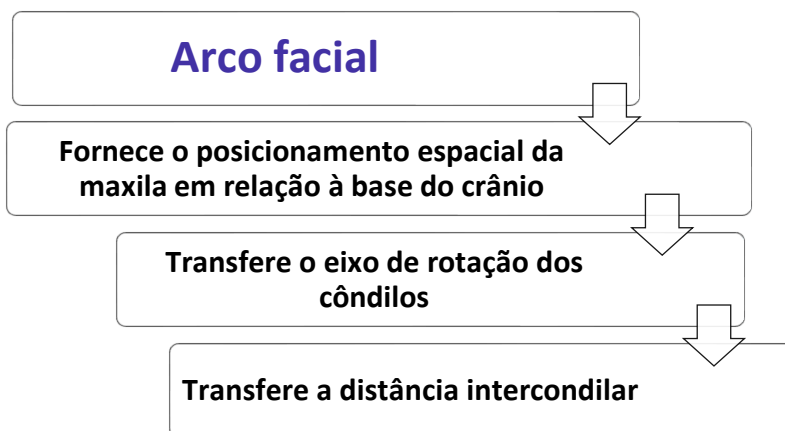 Arco facial
Fornece o posicionamento espacial da
maxila em relação à base do crânio
Transfere o eixo de rotação dos
côndilos
Transfere a distância intercondilar